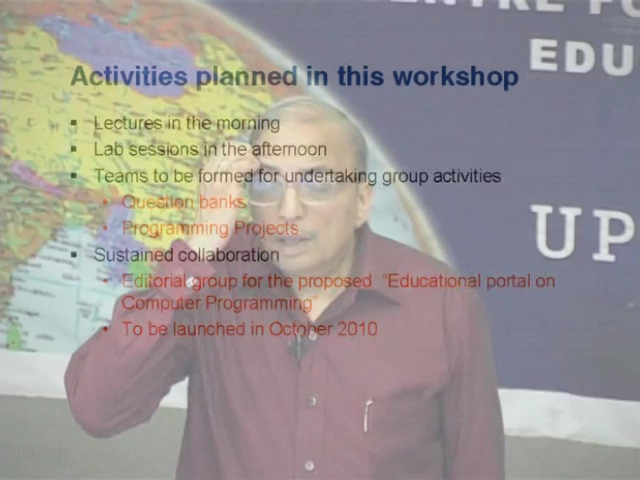 CENTRE FO
EDU
UP
Activities planned in this workshop
Lectures in the morning
Lab sessions in the afternoon
Teams to be formed for undertaking group activities
Question banks
Programming Projects
Sustained collaboration
Editorial group for the proposed "Educational portal on
Computer Programming"
To be launched in October 2010